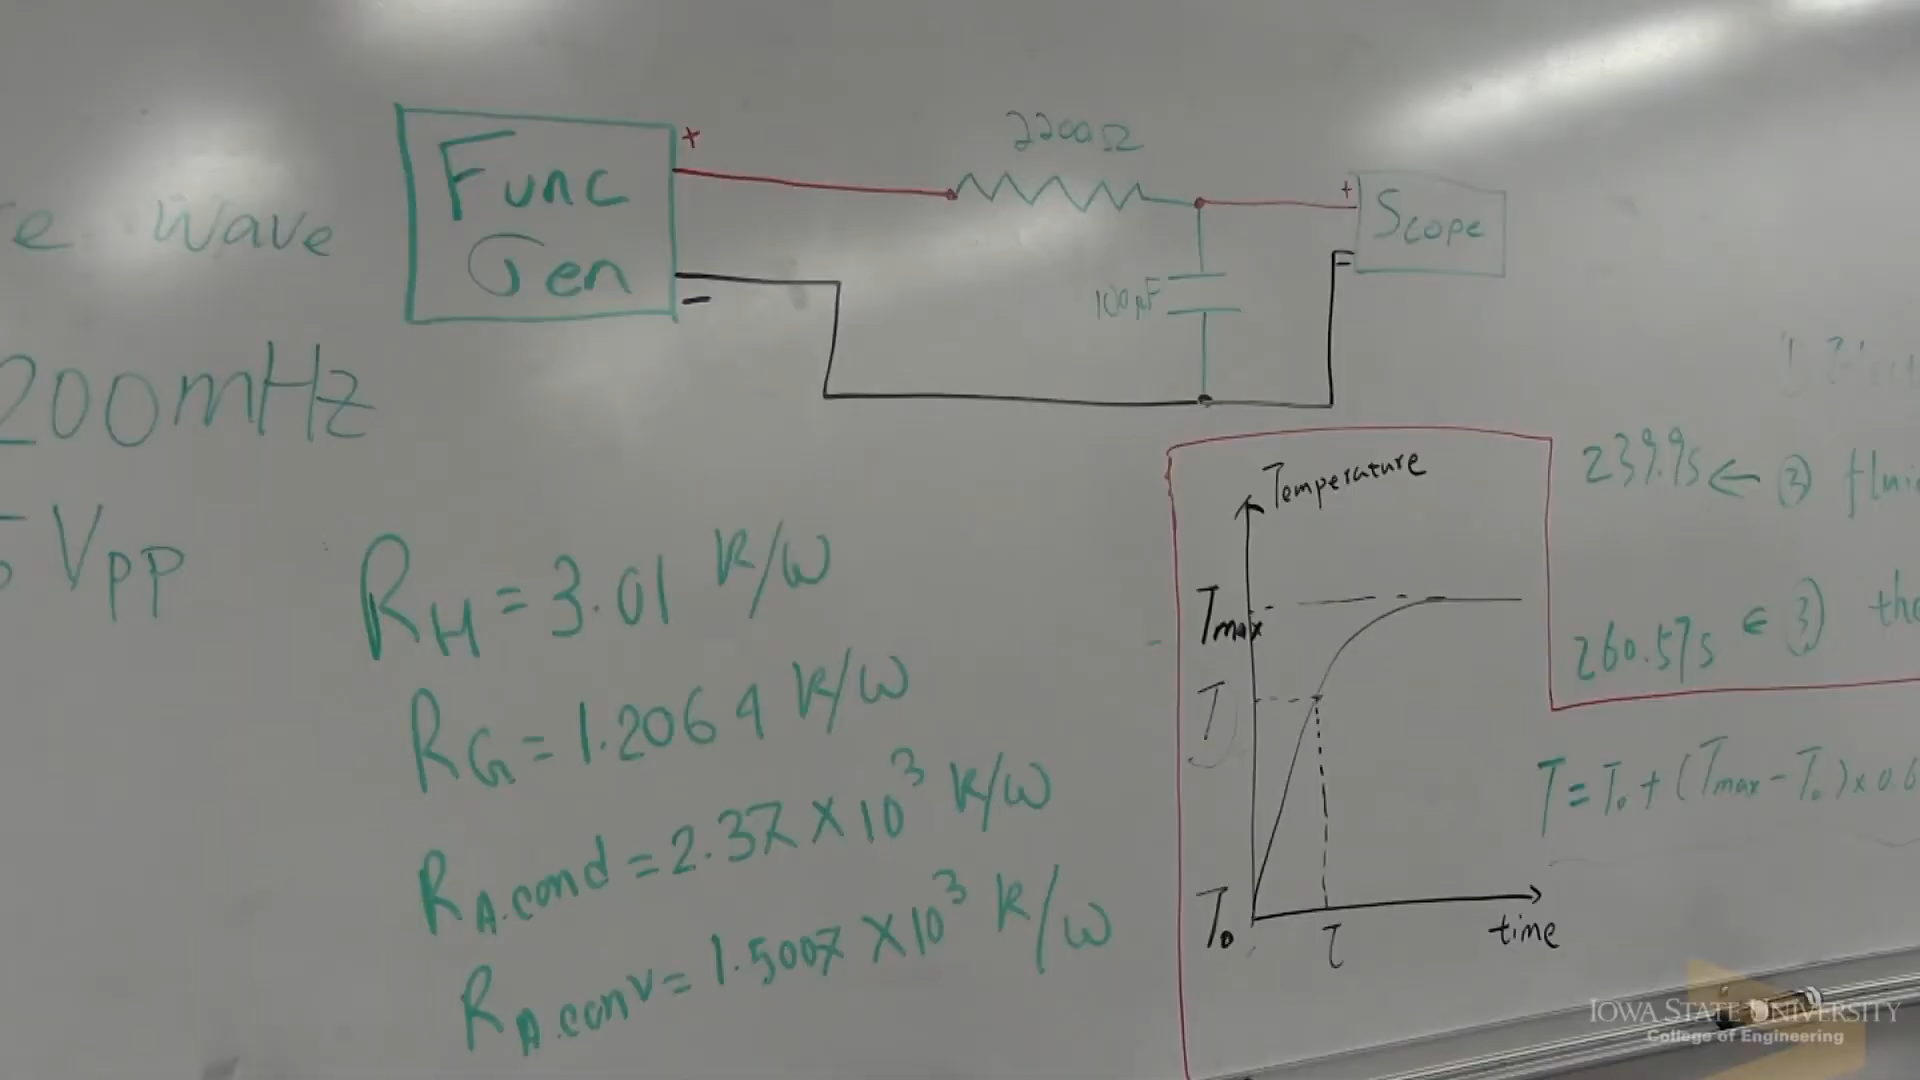 wave
200mHz
VPP
Func
Gen
+
-
2200Ω
100µF
+
-
Scope
RH = 3.01 K/W
RG = 1.2064 K/W
RA.cond = 2.37 × 10³ K/W
RA.conv = 1.5007 × 10³ K/W
Temperature
Tmax
T
T₀
τ
time
239.9s ← ②
260.57s ← ③
T = T₀ + (Tmax - T₀) × 0.6
IOWA STATE UNIVERSITY
College of Engineering